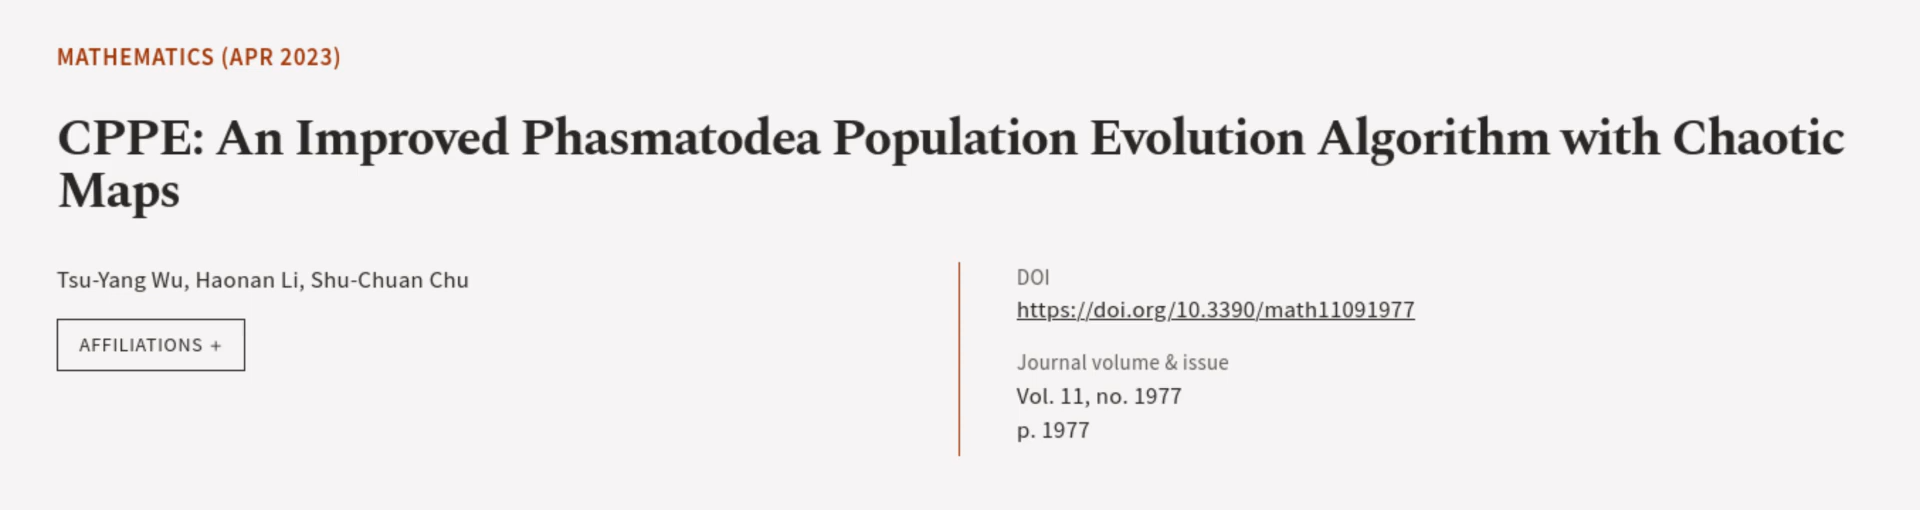 MATHEMATICS (APR 2023)
CPPE: An Improved Phasmatodea Population Evolution Algorithm with Chaotic
Maps
Tsu-Yang Wu, Haonan Li, Shu-Chuan Chu
AFFILIATIONS +
DOI
https://doi.org/10.3390/math11091977
Journal volume & issue
Vol. 11, no. 1977
p. 1977